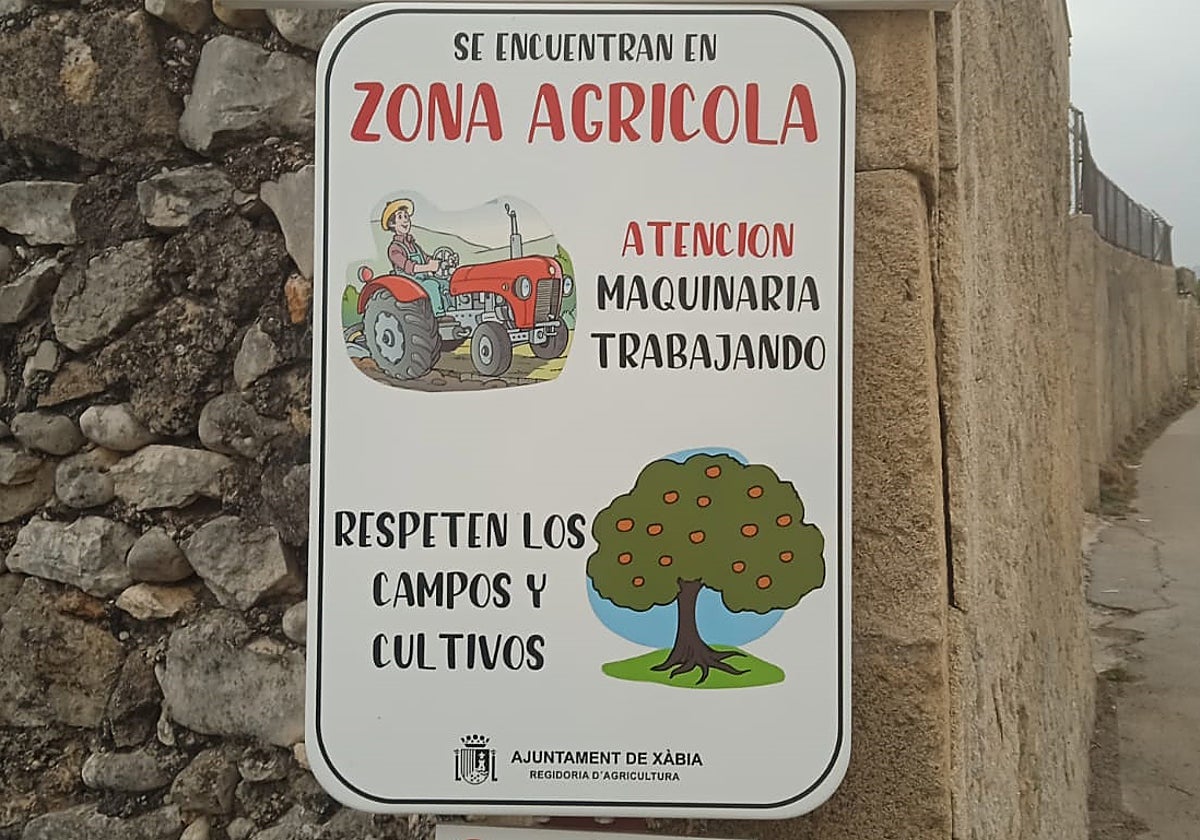 SE ENCUENTRAN EN
ZONA AGRICOLA
ATENCION
MAQUINARIA
TRABAJANDO
RESPETEN LOS
CAMPOS Y
CULTIVOS
AJUNTAMENT DE XÀBIA
REGIDORIA D'AGRICULTURA